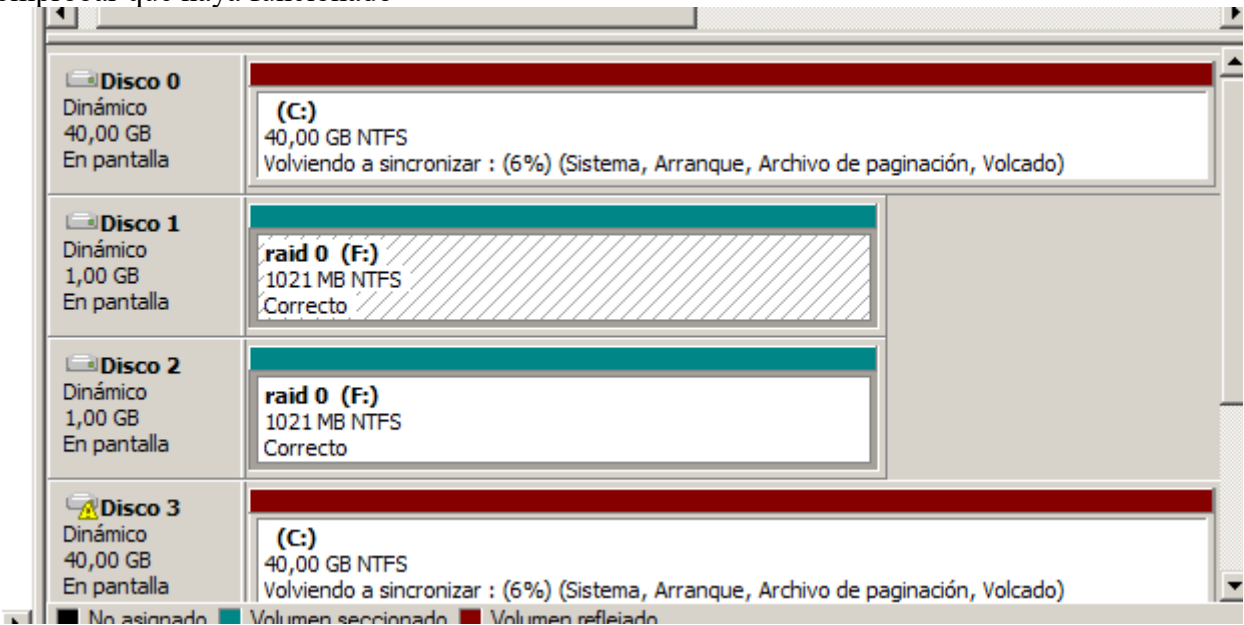 que haya funcionado
Disco 0
Dinámico
40,00 GB
En pantalla
(C:)
40,00 GB NTFS
Volviendo a sincronizar : (6%) (Sistema, Arranque, Archivo de paginación, Volcado)
Disco 1
Dinámico
1,00 GB
En pantalla
raid 0 (F:)
1021 MB NTFS
Correcto
Disco 2
Dinámico
1,00 GB
En pantalla
raid 0 (F:)
1021 MB NTFS
Correcto
Disco 3
Dinámico
40,00 GB
En pantalla
(C:)
40,00 GB NTFS
Volviendo a sincronizar : (6%) (Sistema, Arranque, Archivo de paginación, Volcado)
No asignado Volumen seccionado Volumen reflejado